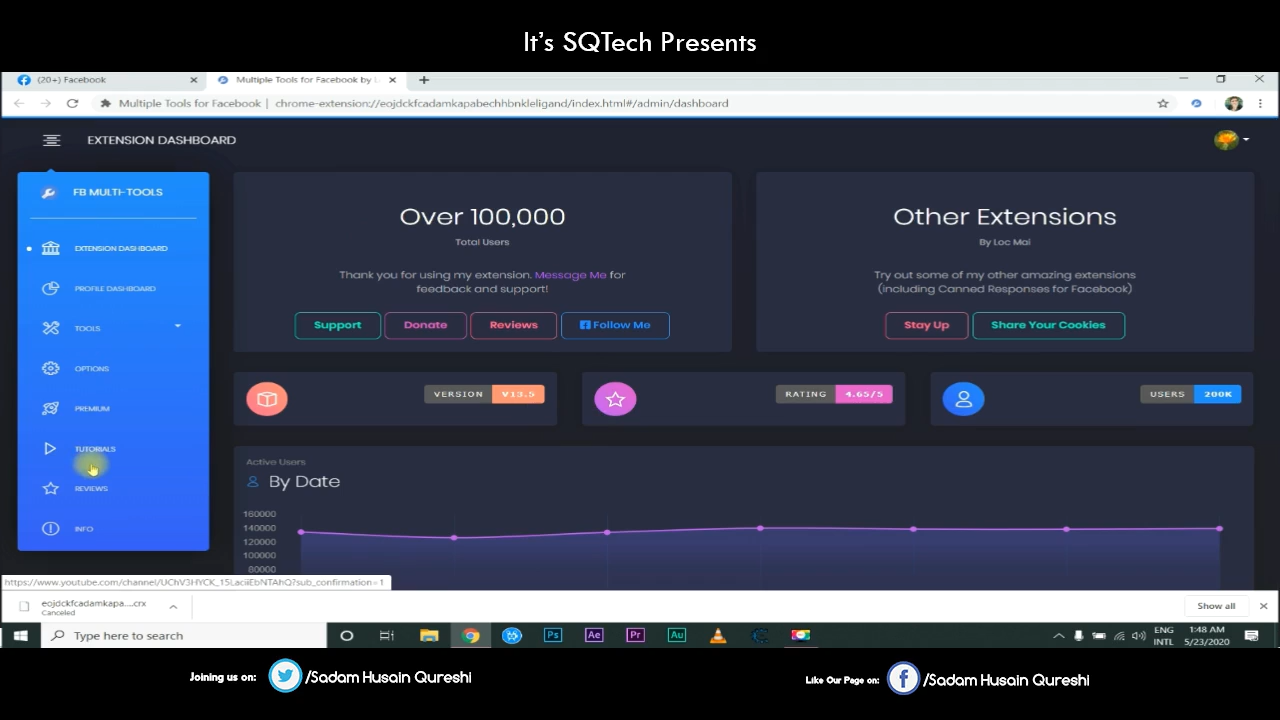 It's SQTech Presents
(20+) Facebook
Multiple Tools for Facebook by L
Multiple Tools for Facebook | chrome-extension://eojdckfcadamkapabechhbnkleligand/index.html#/admin/dashboard
EXTENSION DASHBOARD
FB MULTI-TOOLS
EXTENSION DASHBOARD
PROFILE DASHBOARD
TOOLS
OPTIONS
PREMIUM
TUTORIALS
REVIEWS
INFO
Over 100,000
Total Users
Thank you for using my extension. Message Me for
feedback and support!
Support Donate Reviews Follow Me
Other Extensions
By Loc Mai
Try out some of my other amazing extensions
(including Canned Responses for Facebook)
Stay Up Share Your Cookies
VERSION V13.5
RATING 4.65/5
USERS 200K
Active Users
By Date
160000
140000
120000
100000
80000
https://www.youtube.com/channel/UChV3HYCK_15LaciiEbNTAhQ?sub_confirmation=1
eojdckfcadamkapa....crx
Canceled
Show all
Type here to search
Ps Ae Pr Au
ENG
INTL
1:48 AM
5/23/2020
Joining us on: /Sadam Husain Qureshi
Like Our Page on: /Sadam Husain Qureshi